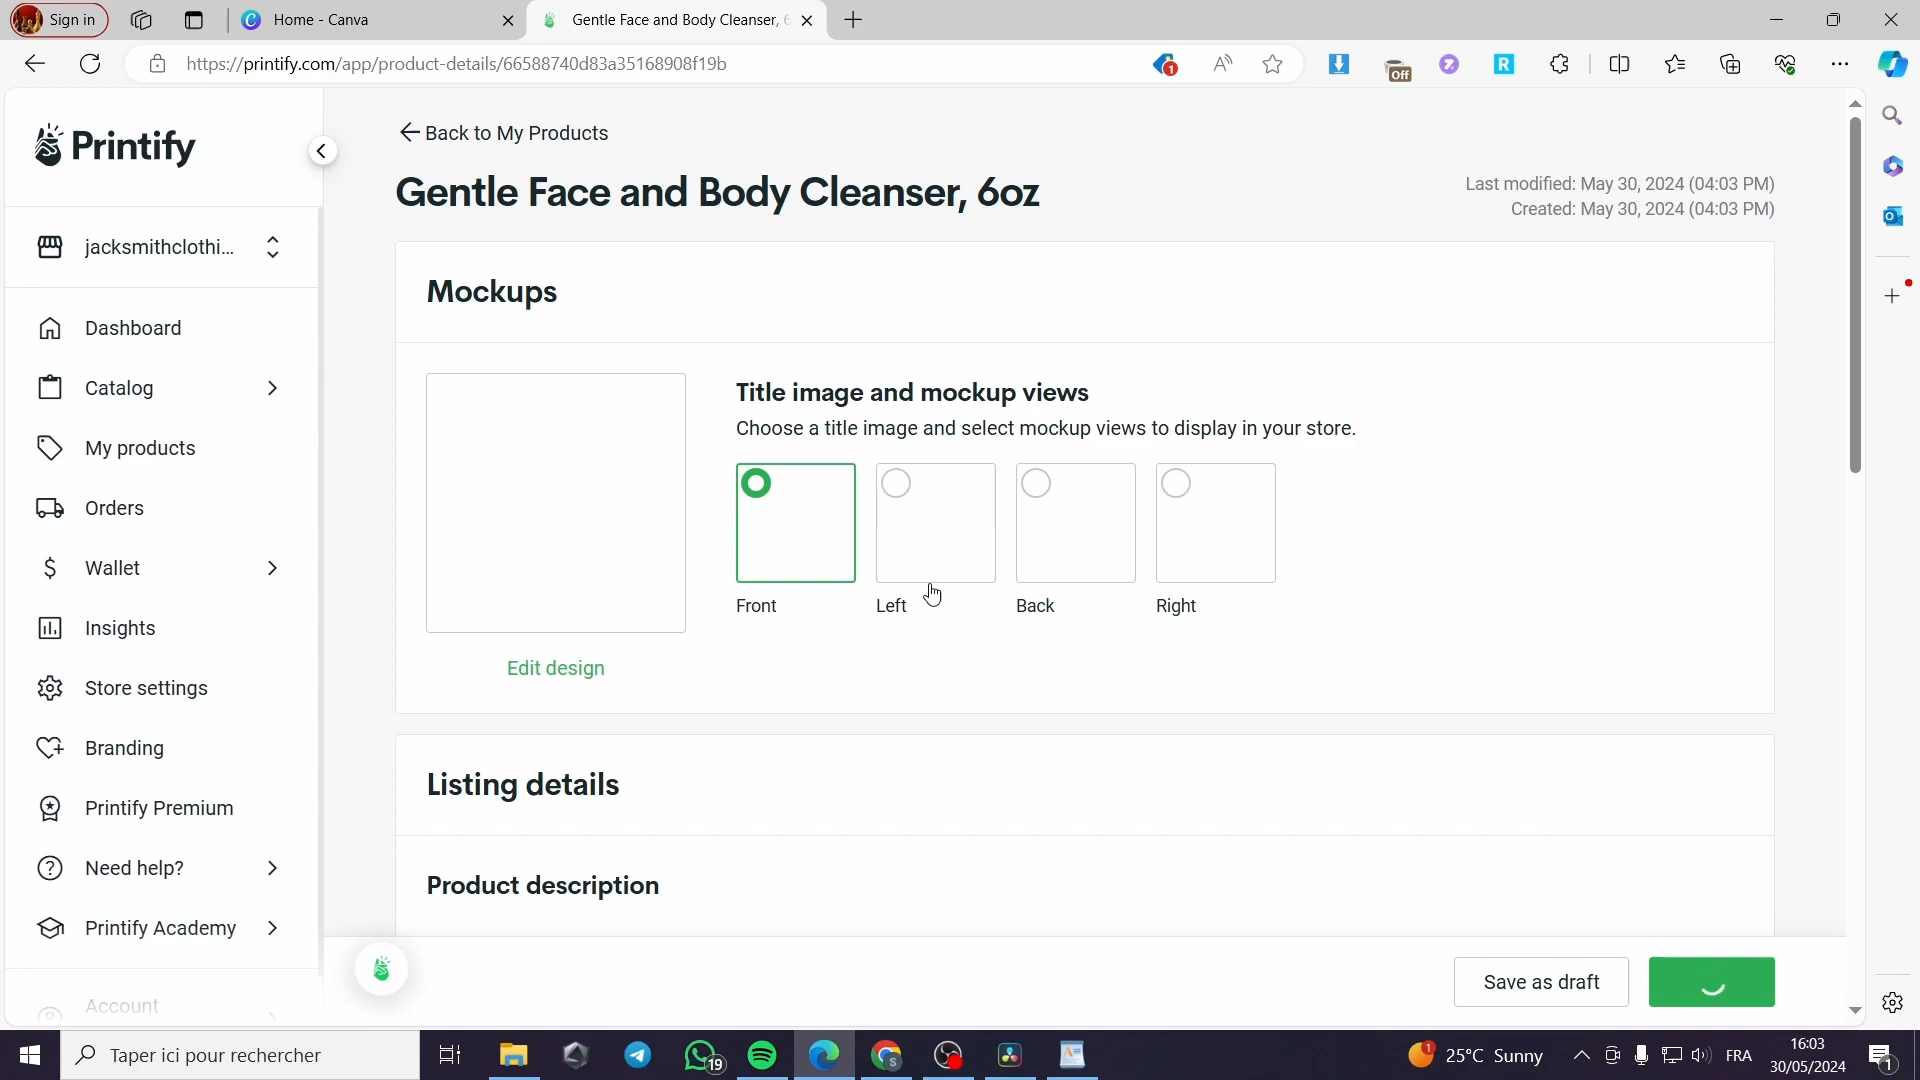 Sign in
Home - Canva
Gentle Face and Body Cleanser, 6
https://printify.com/app/product-details/66588740d83a35168908f19b
1
A
Off
R
Printify
jacksmithclothi...
Dashboard
Catalog
My products
Orders
Wallet
Insights
Store settings
Branding
Printify Premium
Need help?
Printify Academy
Account
Back to My Products
Gentle Face and Body Cleanser, 6oz
Last modified: May 30, 2024 (04:03 PM)
Created: May 30, 2024 (04:03 PM)
Mockups
Title image and mockup views
Choose a title image and select mockup views to display in your store.
Front
Left
Back
Right
Edit design
Listing details
Product description
Save as draft
Taper ici pour rechercher
19
1
25°C Sunny
FRA
16:03
30/05/2024
1